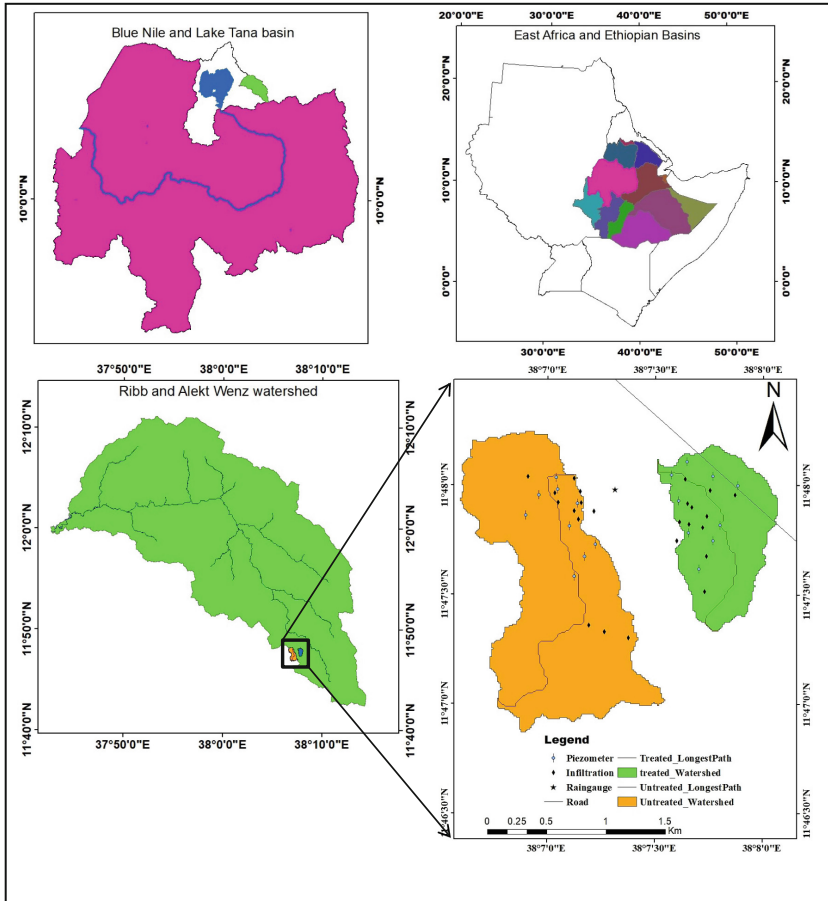 Blue Nile and Lake Tana basin
10°0'0"N
10°0'0"N
20°0'0"E 30°0'0"E 40°0'0"E 50°0'0"E
East Africa and Ethiopian Basins
20°0'0"N
10°0'0"N
0°0'0"
20°0'0"N
10°0'0"N
0°0'0"
30°0'0"E 40°0'0"E 50°0'0"E
37°50'0"E 38°0'0"E 38°10'0"E
Ribb and Alekt Wenz watershed
12°10'0"N
12°0'0"N
11°50'0"N
11°40'0"N
12°10'0"N
12°0'0"N
11°50'0"N
11°40'0"N
37°50'0"E 38°0'0"E 38°10'0"E
38°7'0"E 38°7'30"E 38°8'0"E
N
11°48'0"N
11°47'30"N
11°47'0"N
11°46'30"N
11°48'0"N
11°47'30"N
11°47'0"N
11°46'30"N
Legend
Piezometer Treated_LongestPath
Infiltration treated_Watershed
Raingauge Untreated_LongestPath
Road Untreated_Watershed
0 0.25 0.5 1 1.5
Km
38°7'0"E 38°7'30"E 38°8'0"E